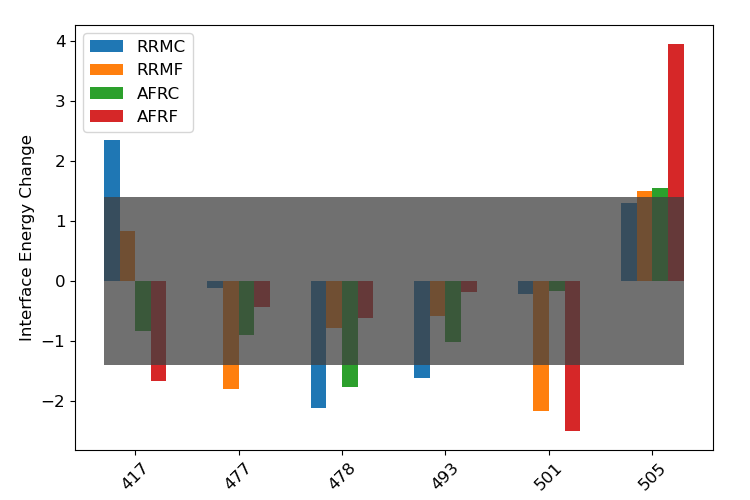 RRMC
RRMF
AFRC
AFRF
Interface Energy Change
4
3
2
1
0
−1
−2
417
477
478
493
501
505